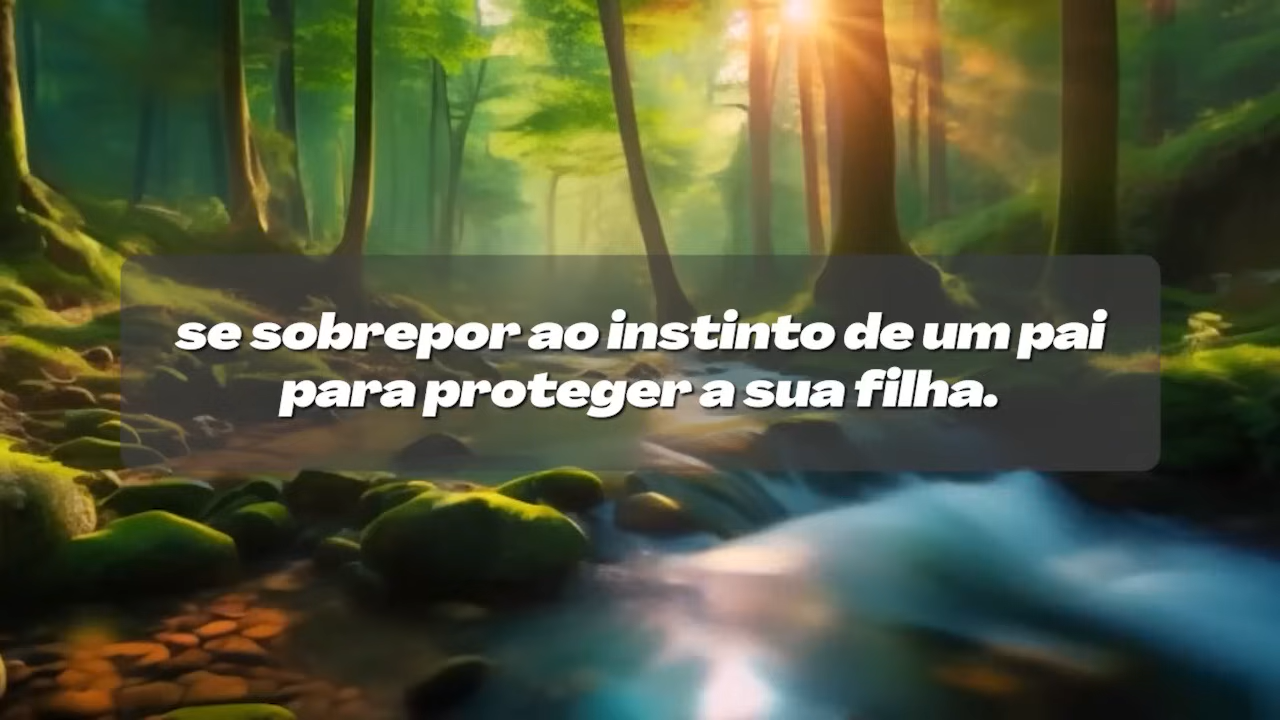 se sobrepor ao instinto de um pai
para proteger a sua filha.